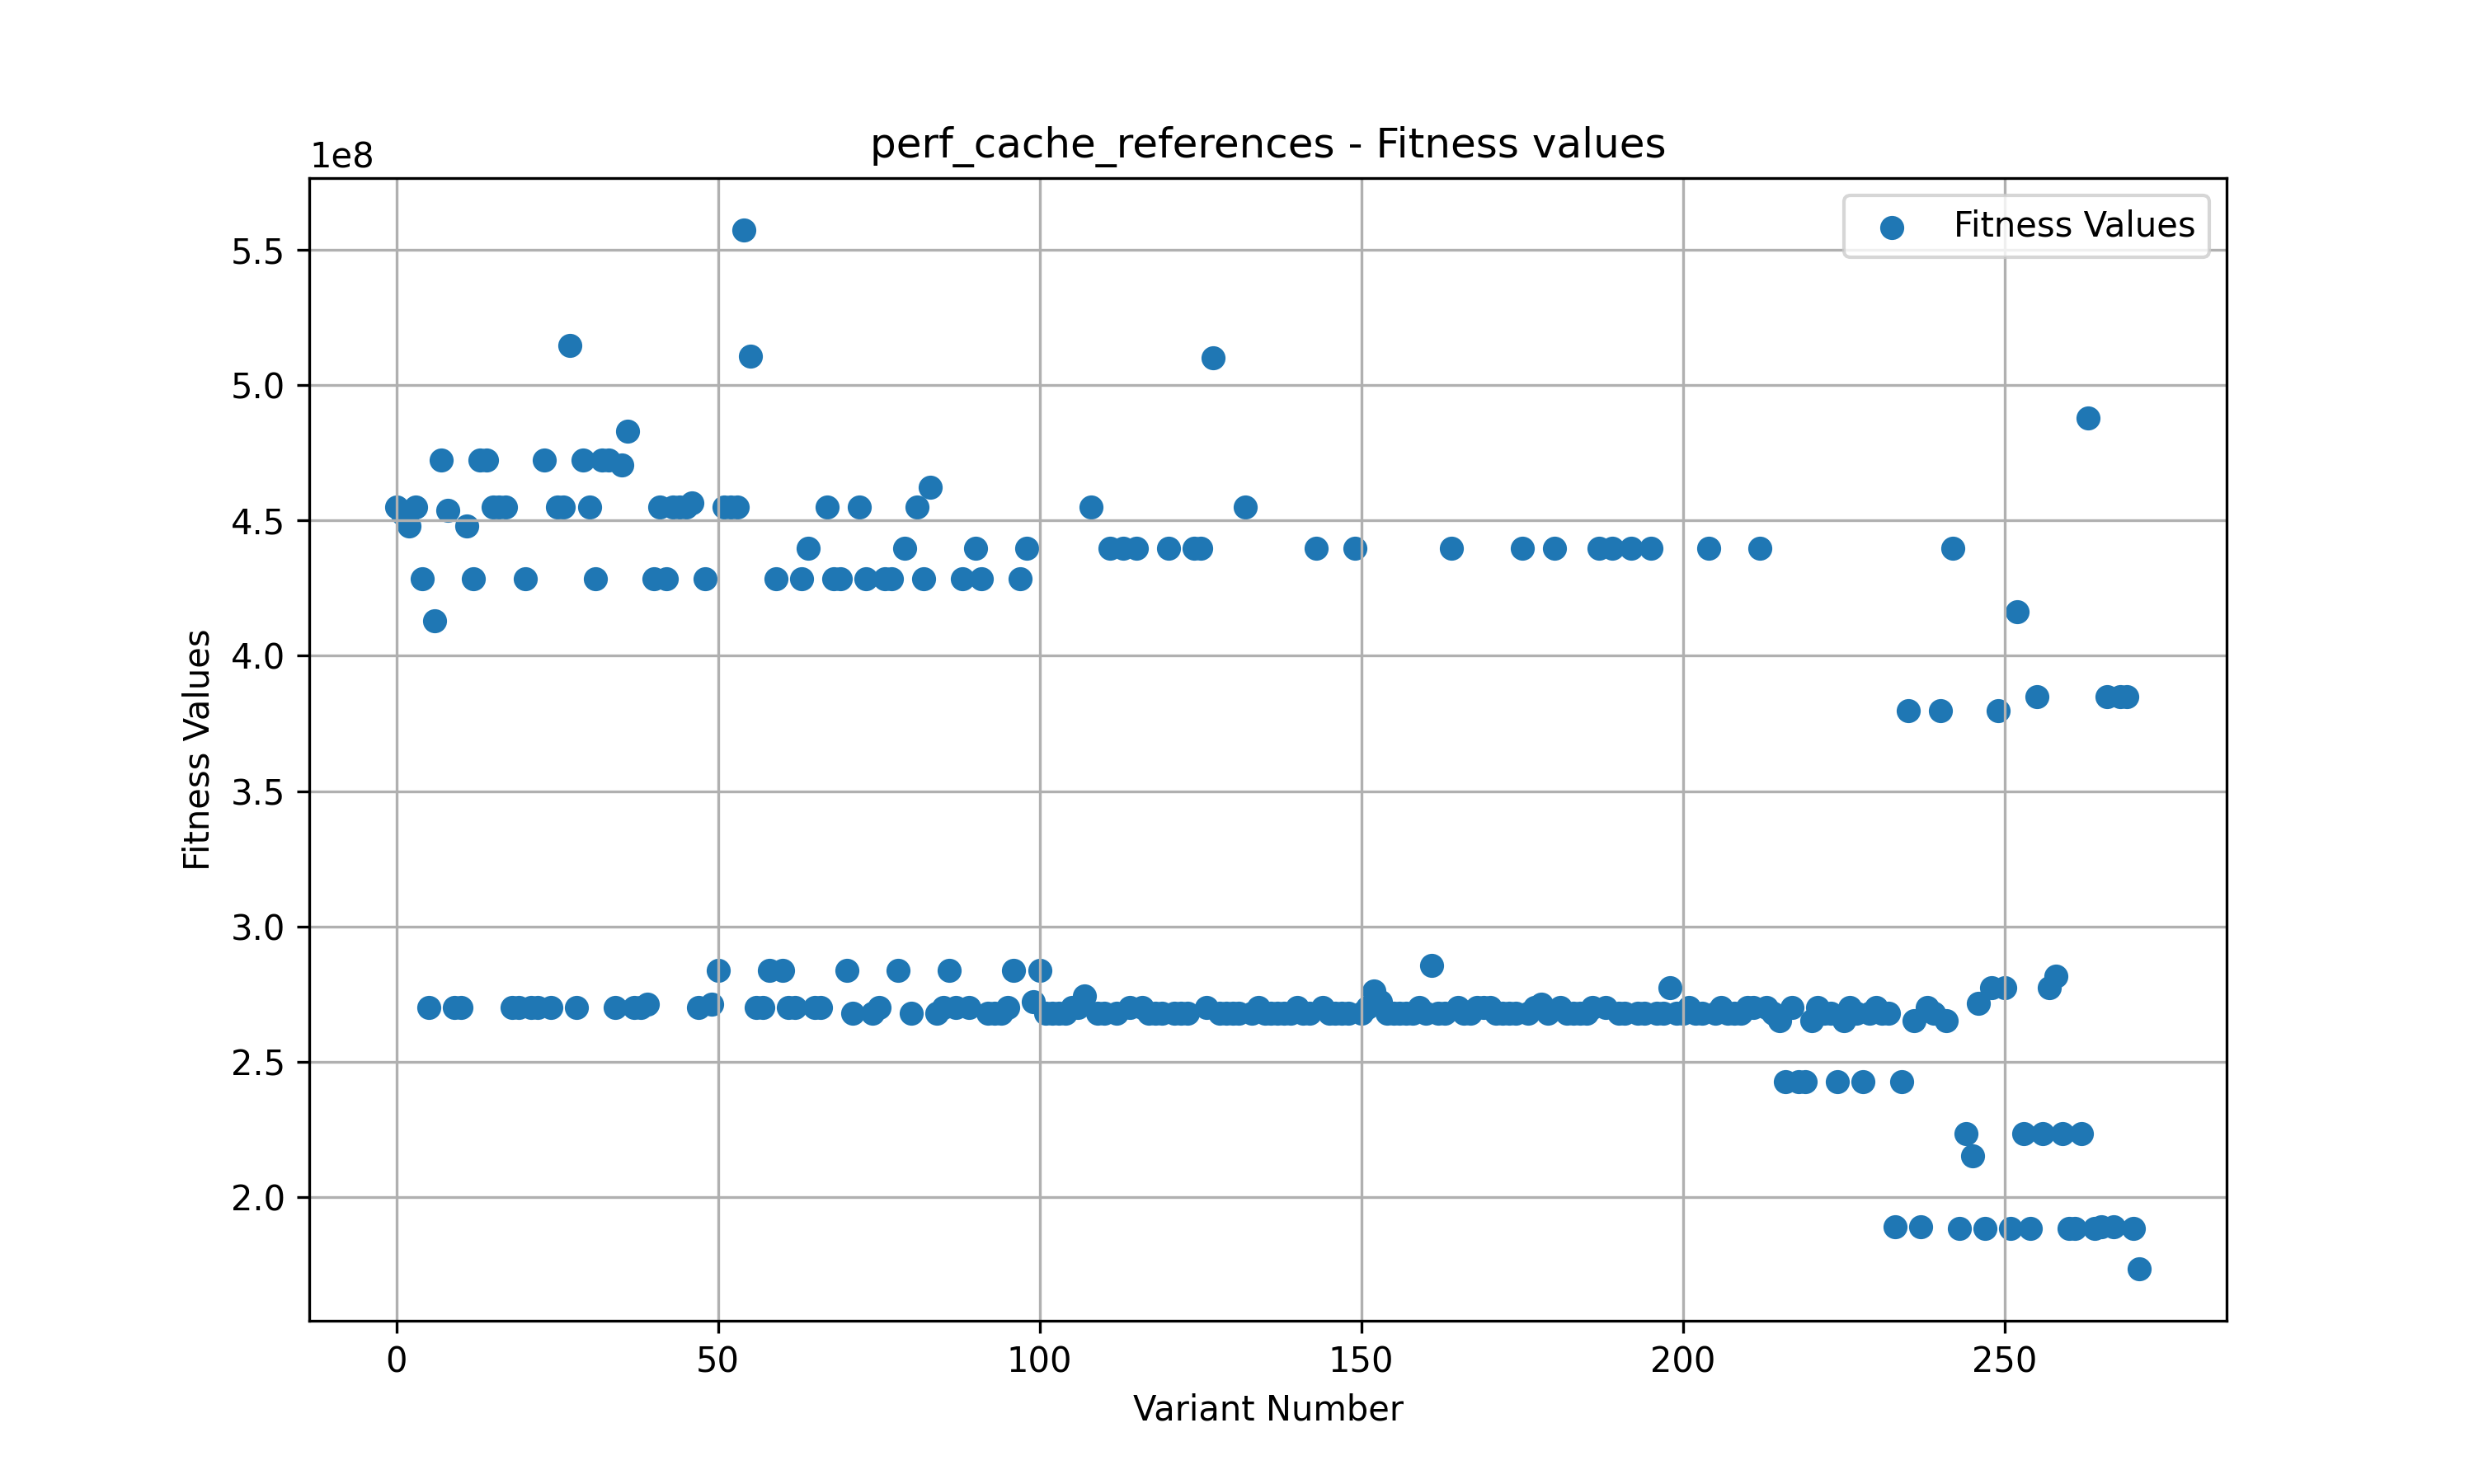 perf_cache_references - Fitness values
1e8
Fitness Values
5.5
5.0
4.5
4.0
3.5
3.0
2.5
2.0
Fitness Values
0 50 100 150 200 250
Variant Number